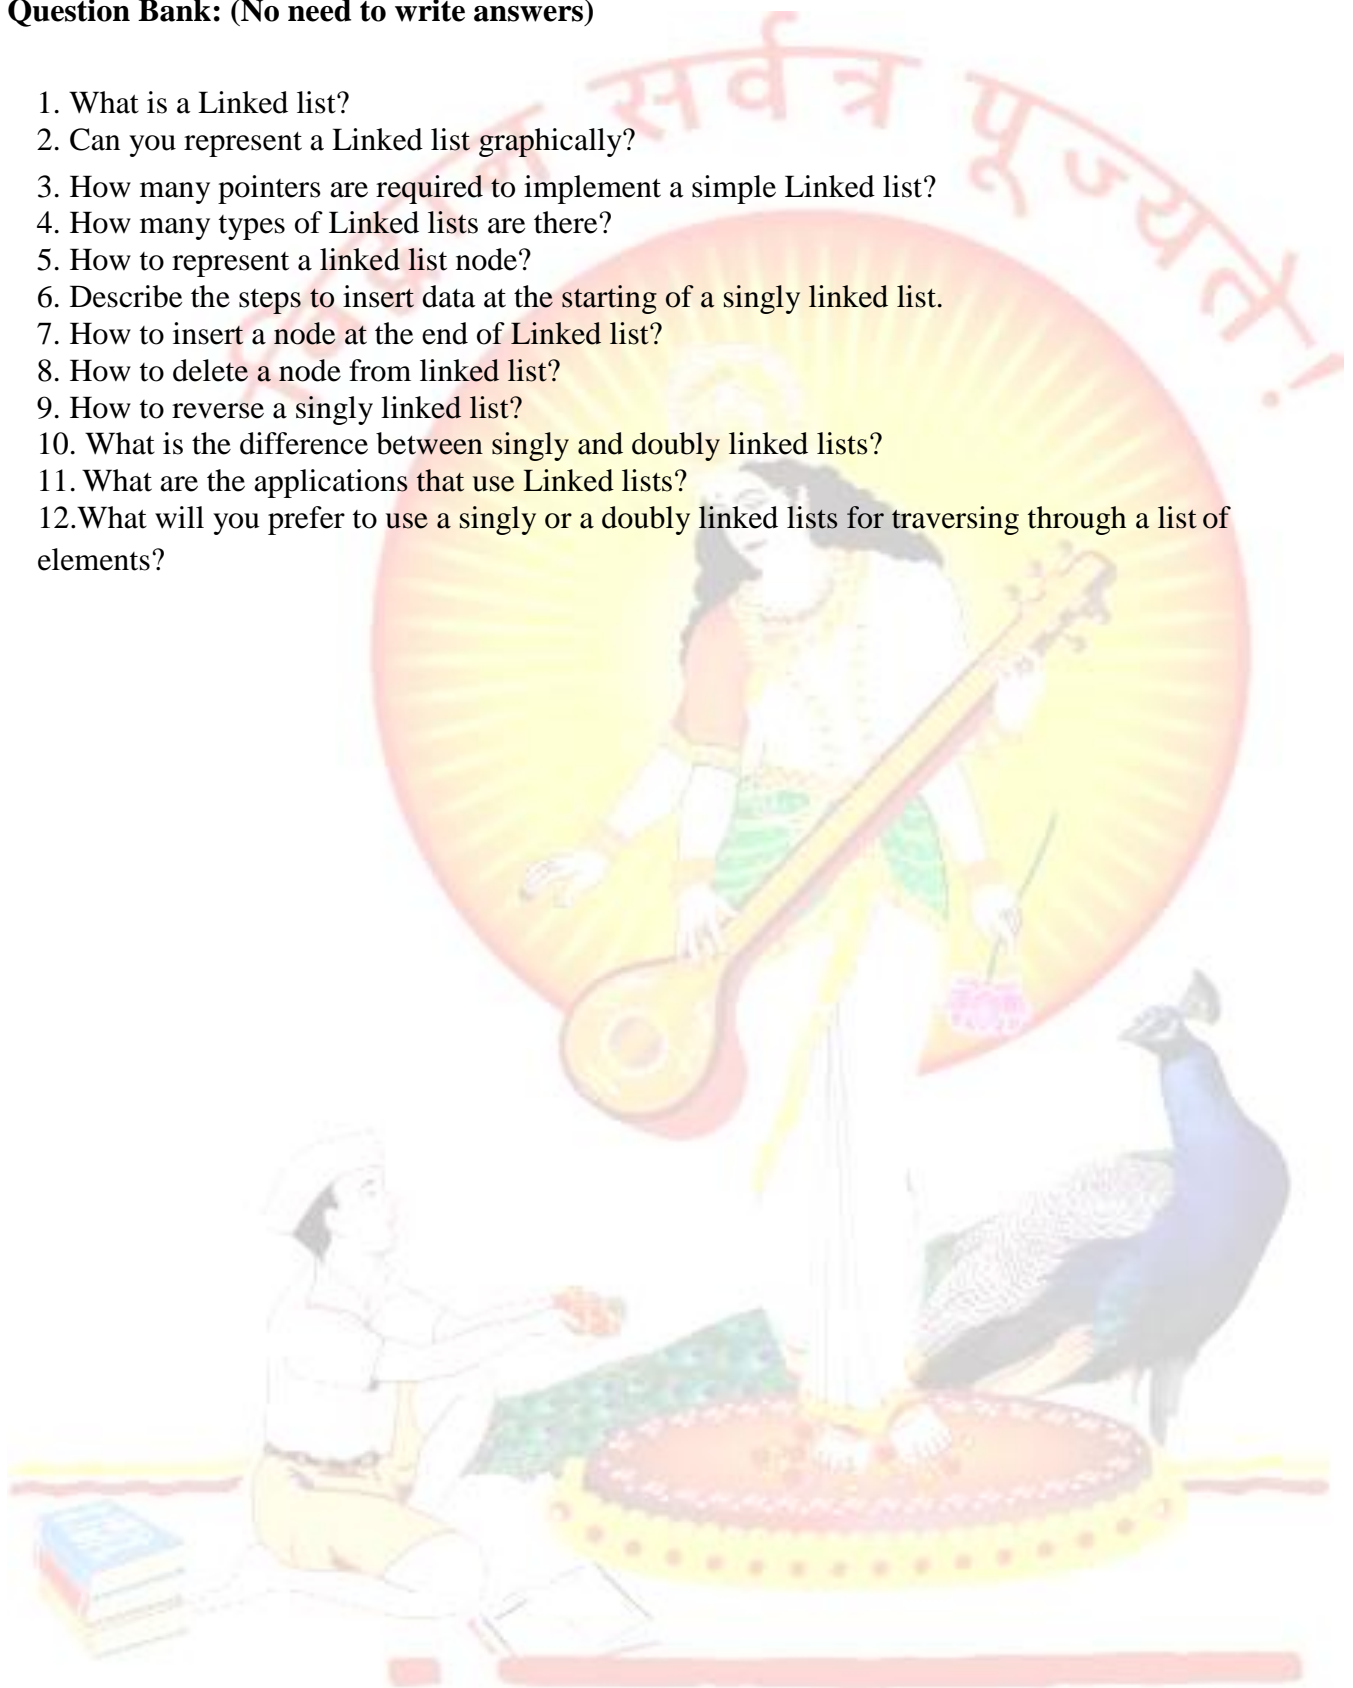 Question Bank: (No need to write answers)
विद्वान सर्वत्र पूज्यते!
1. What is a Linked list?
2. Can you represent a Linked list graphically?
3. How many pointers are required to implement a simple Linked list?
4. How many types of Linked lists are there?
5. How to represent a linked list node?
6. Describe the steps to insert data at the starting of a singly linked list.
7. How to insert a node at the end of Linked list?
8. How to delete a node from linked list?
9. How to reverse a singly linked list?
10. What is the difference between singly and doubly linked lists?
11. What are the applications that use Linked lists?
12.What will you prefer to use a singly or a doubly linked lists for traversing through a list of
elements?